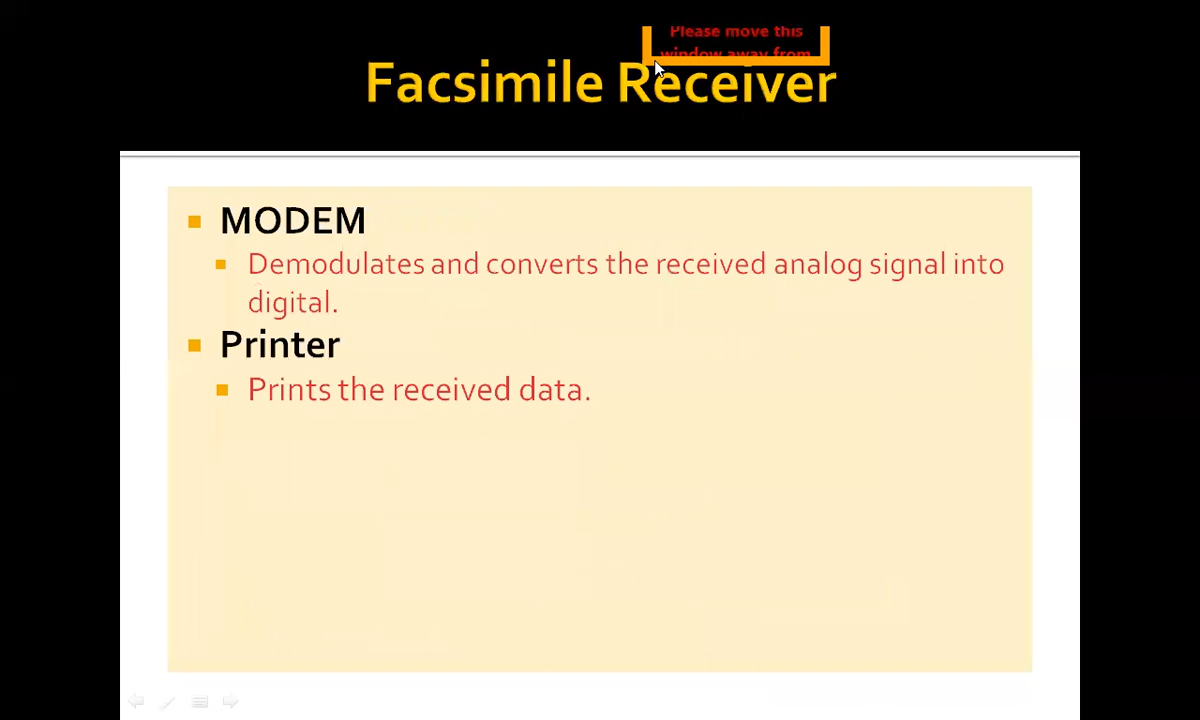 Please move this
window away from
Facsimile Receiver
MODEM
Demodulates and converts the received analog signal into
digital.
Printer
Prints the received data.